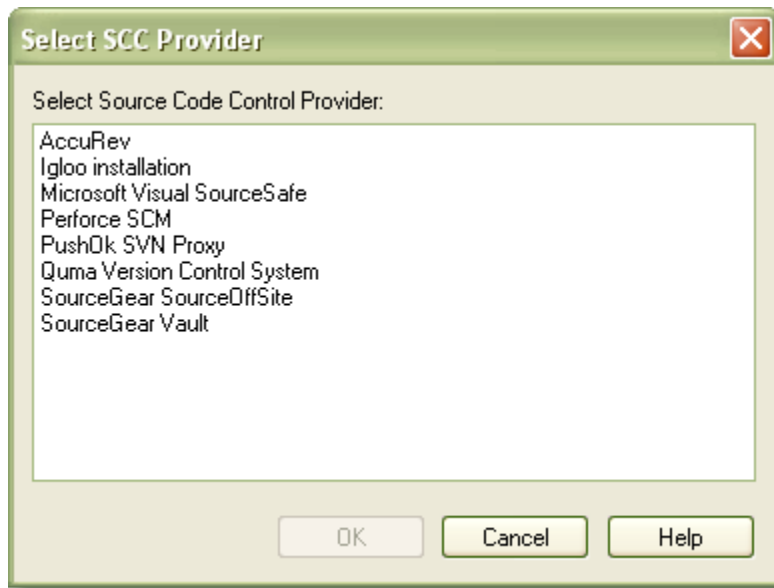 Select SCC Provider
Select Source Code Control Provider:
AccuRev
Igloo installation
Microsoft Visual SourceSafe
Perforce SCM
PushOk SVN Proxy
Quma Version Control System
SourceGear SourceOffSite
SourceGear Vault
OK Cancel Help